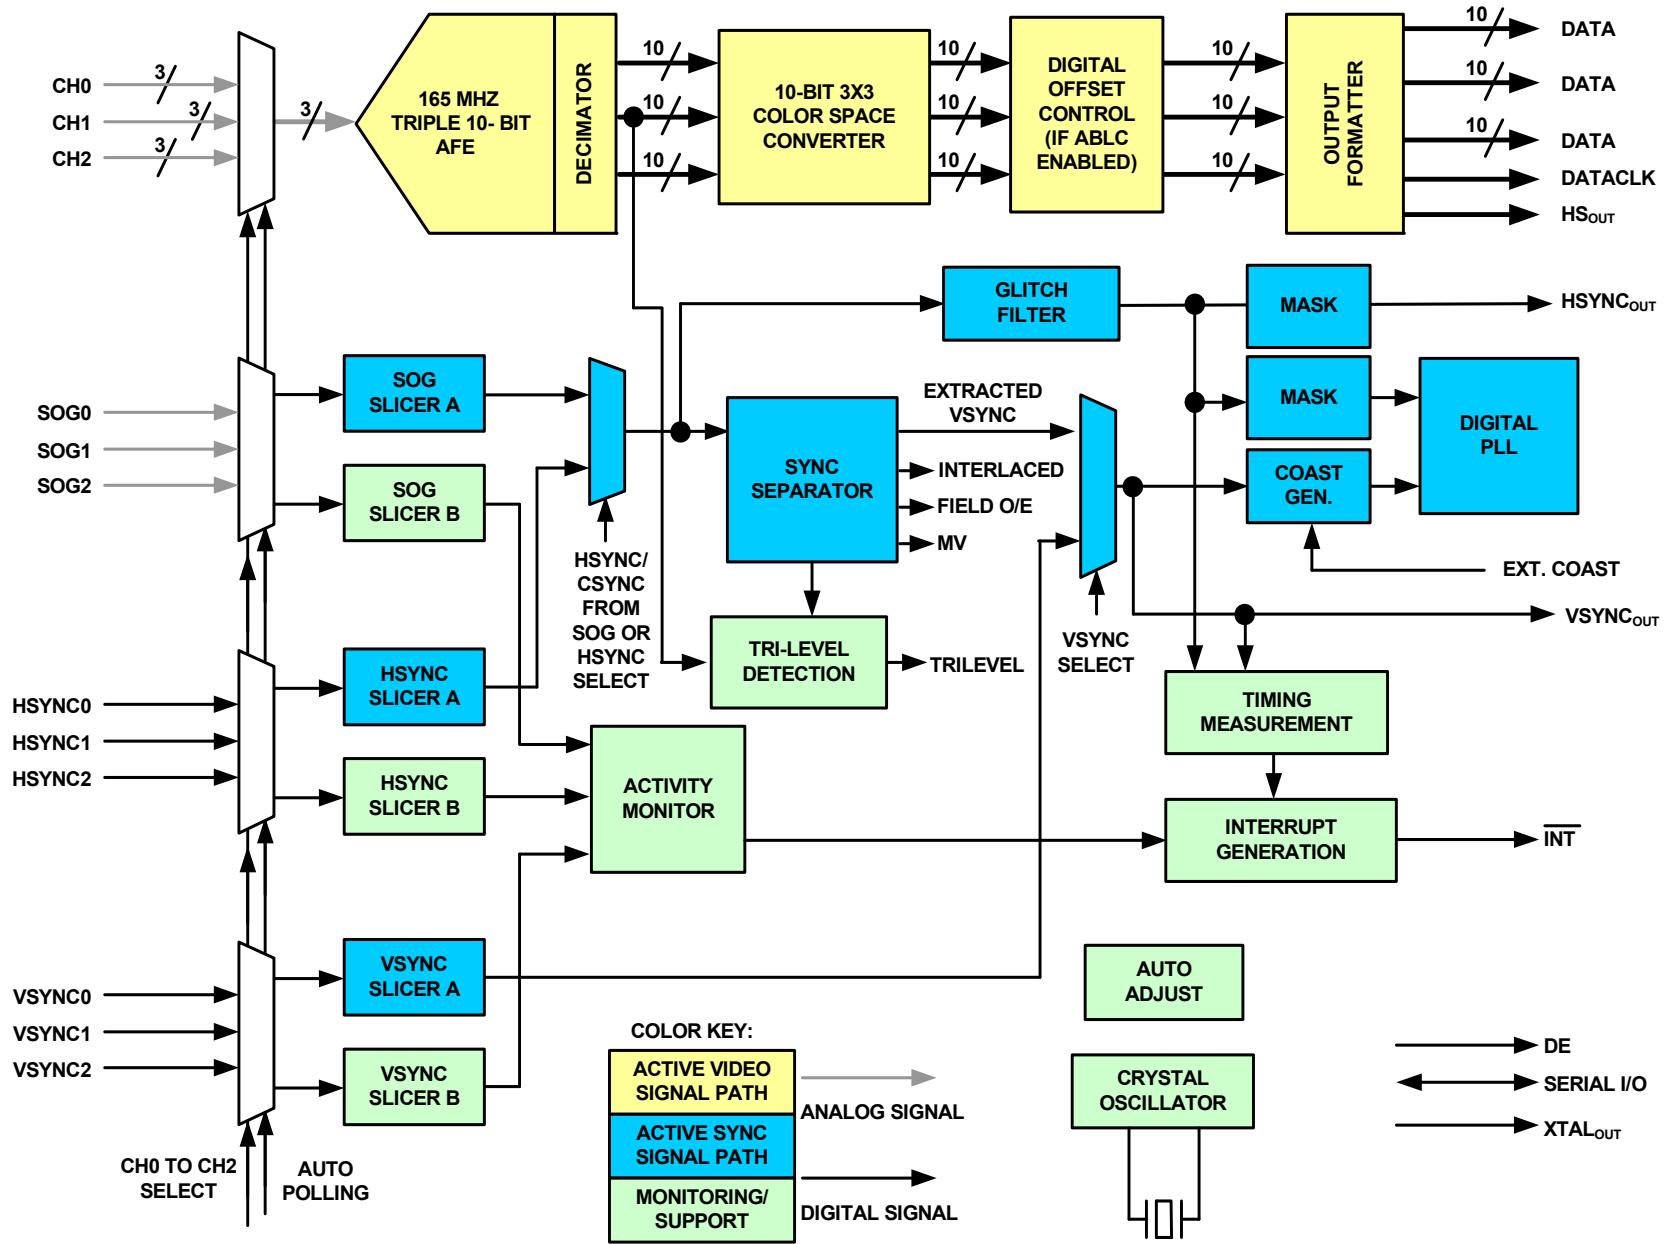 CH0
CH1
CH2
3
3
3
3
165 MHZ
TRIPLE 10- BIT
AFE
DECIMATOR
10
10
10
10-BIT 3X3
COLOR SPACE
CONVERTER
10
10
10
DIGITAL
OFFSET
CONTROL
(IF ABLC
ENABLED)
10
10
10
OUTPUT
FORMATTER
10
10
10
DATA
DATA
DATA
DATACLK
HSOUT
GLITCH
FILTER
MASK
HSYNCOUT
SOG0
SOG1
SOG2
SOG
SLICER A
SOG
SLICER B
HSYNC/
CSYNC
FROM
SOG OR
HSYNC
SELECT
SYNC
SEPARATOR
EXTRACTED
VSYNC
INTERLACED
FIELD O/E
MV
MASK
COAST
GEN.
DIGITAL
PLL
EXT. COAST
VSYNCOUT
VSYNC
SELECT
TRI-LEVEL
DETECTION
TRILEVEL
HSYNC0
HSYNC1
HSYNC2
HSYNC
SLICER A
HSYNC
SLICER B
ACTIVITY
MONITOR
TIMING
MEASUREMENT
INTERRUPT
GENERATION
INT
VSYNC0
VSYNC1
VSYNC2
VSYNC
SLICER A
VSYNC
SLICER B
CH0 TO CH2
SELECT
AUTO
POLLING
COLOR KEY:
ACTIVE VIDEO
SIGNAL PATH
ACTIVE SYNC
SIGNAL PATH
MONITORING/
SUPPORT
ANALOG SIGNAL
DIGITAL SIGNAL
AUTO
ADJUST
CRYSTAL
OSCILLATOR
DE
SERIAL I/O
XTALOUT